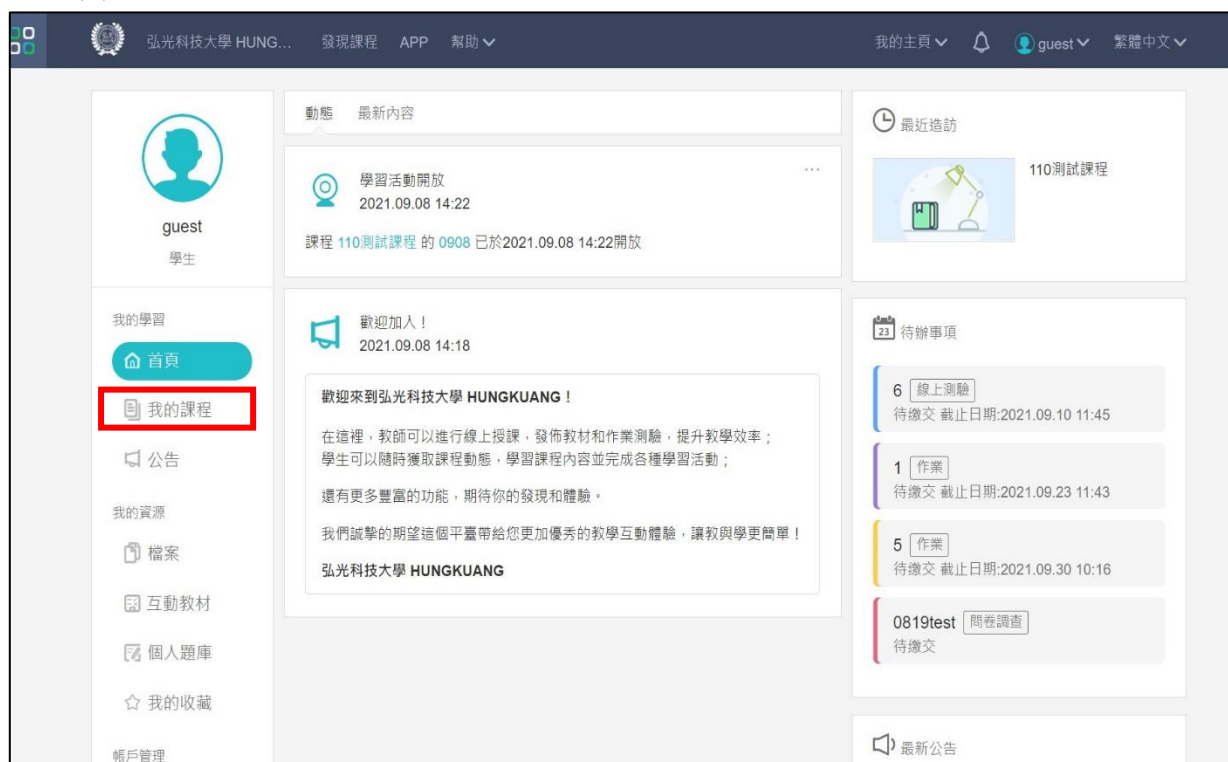 弘光科技大學 HUNG... 發現課程 APP 幫助 我的主頁 guest 繁體中文
guest
學生
我的學習
首頁
我的課程
公告
我的資源
檔案
互動教材
個人題庫
我的收藏
帳戶管理
動態 最新內容
學習活動開放
2021.09.08 14:22
...
課程 110測試課程 的 0908 已於2021.09.08 14:22開放
歡迎加入！
2021.09.08 14:18
歡迎來到弘光科技大學 HUNGKUANG！
在這裡，教師可以進行線上授課，發佈教材和作業測驗，提升教學效率；
學生可以隨時獲取課程動態，學習課程內容並完成各種學習活動；
還有更多豐富的功能，期待你的發現和體驗。
我們誠摯的期望這個平臺帶給您更加優秀的教學互動體驗，讓教與學更簡單！
弘光科技大學 HUNGKUANG
最近造訪
110測試課程
23 待辦事項
6 線上測驗
待繳交 截止日期:2021.09.10 11:45
1 作業
待繳交 截止日期:2021.09.23 11:43
5 作業
待繳交 截止日期:2021.09.30 10:16
0819test 問卷調查
待繳交
最新公告